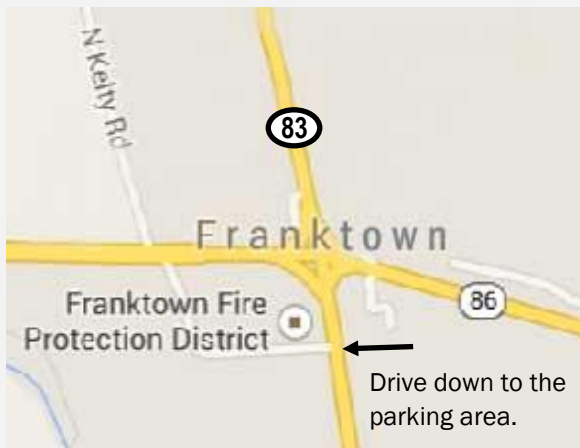 N Kelty Rd
83
Franktown
86
Franktown Fire
Protection District
Drive down to the
parking area.